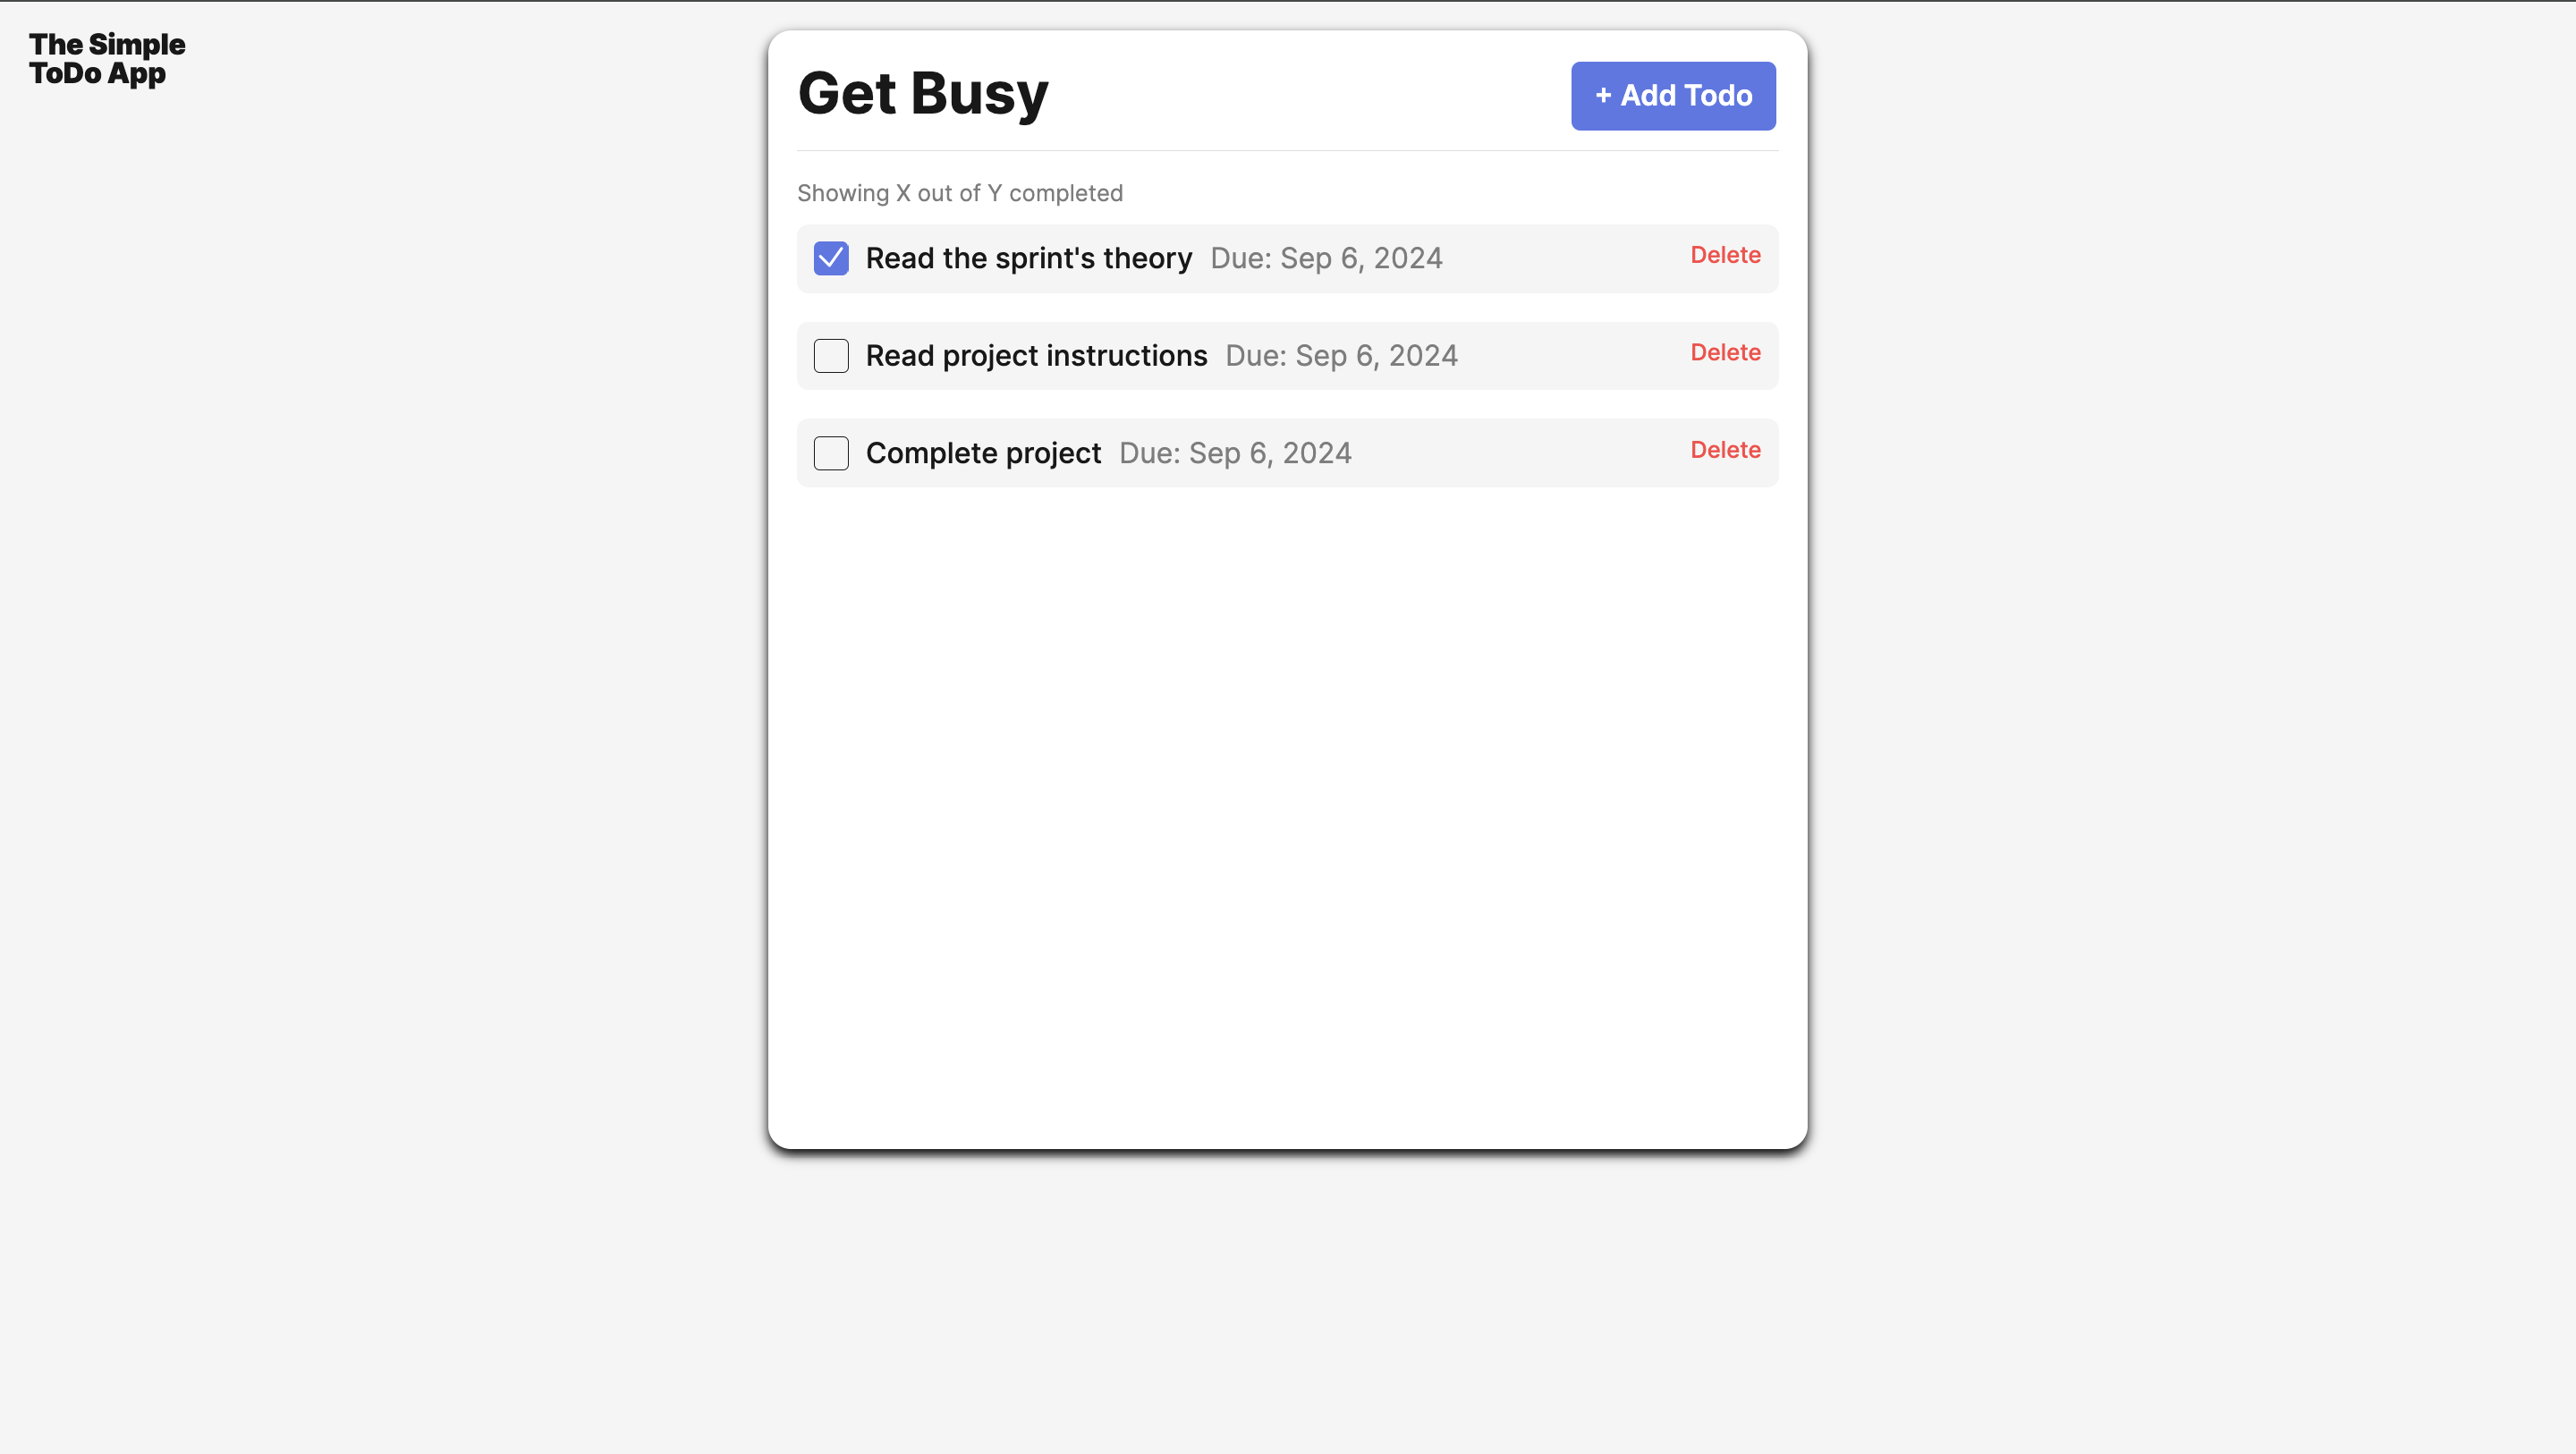 The Simple
ToDo App
Get Busy
+ Add Todo
Showing X out of Y completed
Read the sprint's theory Due: Sep 6, 2024 Delete
Read project instructions Due: Sep 6, 2024 Delete
Complete project Due: Sep 6, 2024 Delete